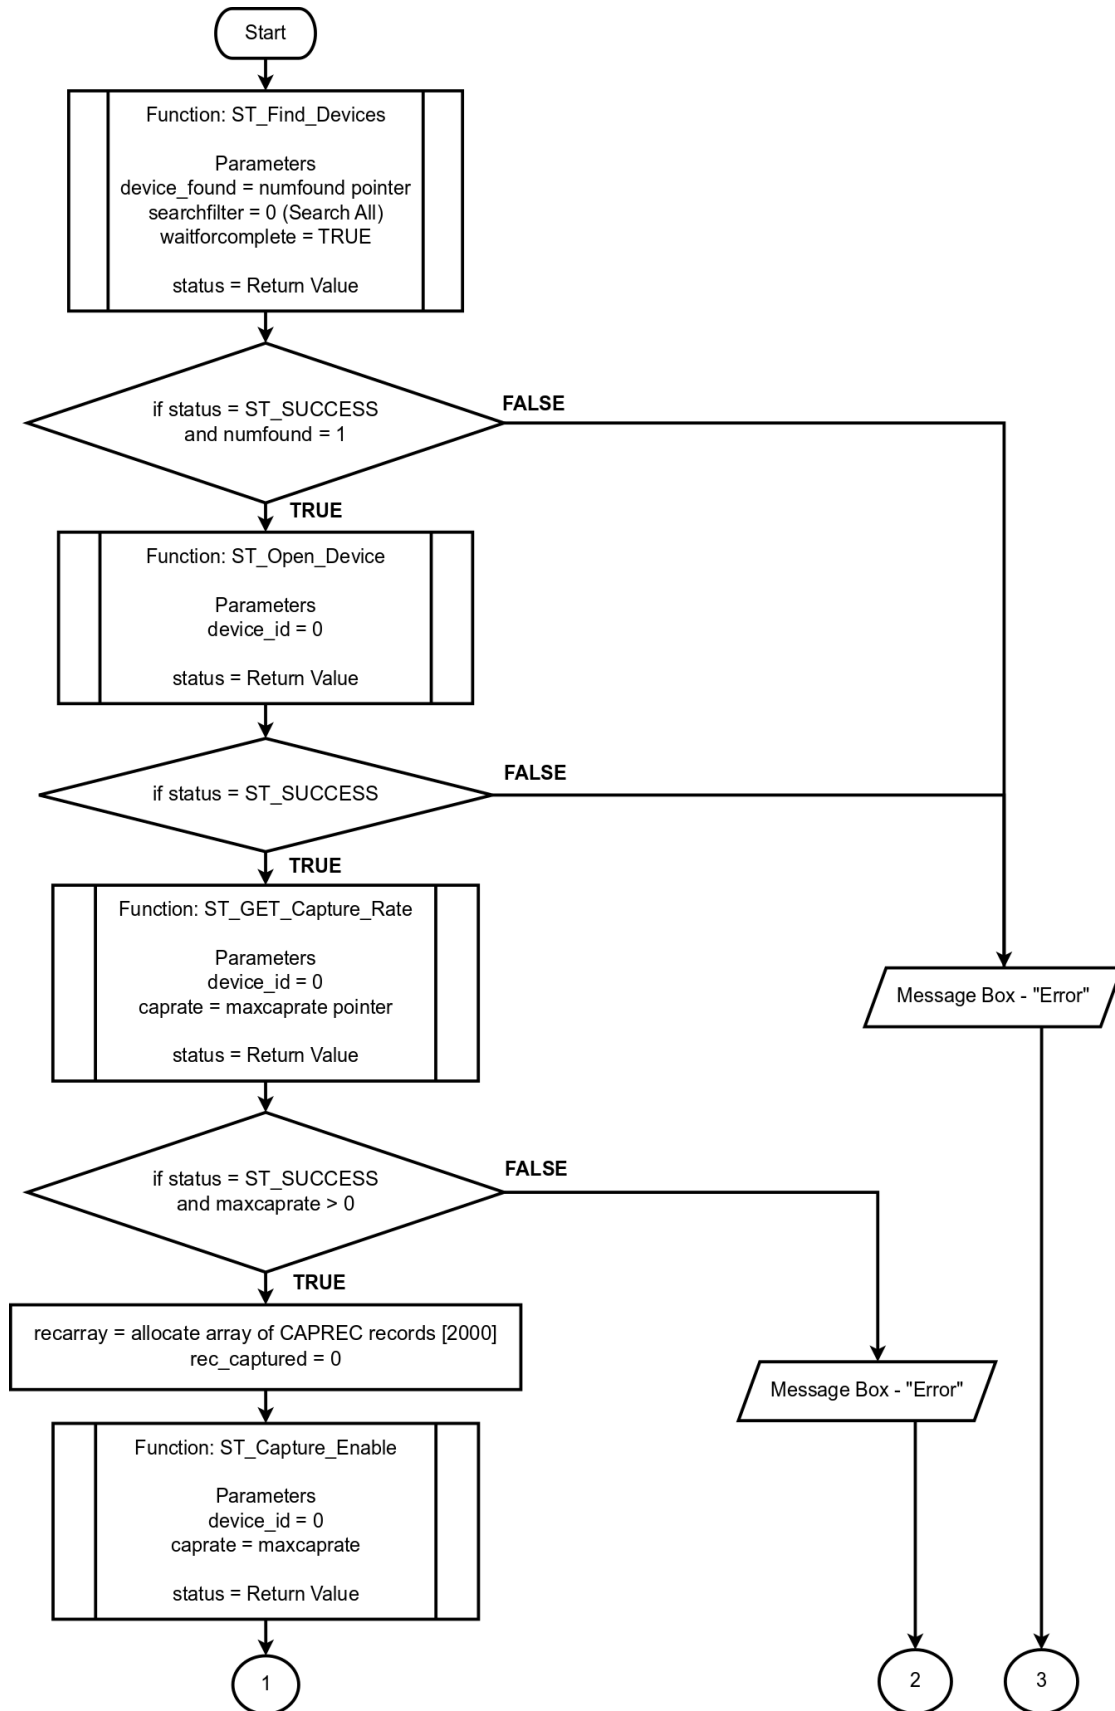 Start
Function: ST_Find_Devices
Parameters
device_found = numfound pointer
searchfilter = 0 (Search All)
waitforcomplete = TRUE
status = Return Value
if status = ST_SUCCESS
and numfound = 1
FALSE
TRUE
Function: ST_Open_Device
Parameters
device_id = 0
status = Return Value
if status = ST_SUCCESS
FALSE
TRUE
Function: ST_GET_Capture_Rate
Parameters
device_id = 0
caprate = maxcaprate pointer
status = Return Value
Message Box - "Error"
if status = ST_SUCCESS
and maxcaprate > 0
FALSE
TRUE
recarray = allocate array of CAPREC records [2000]
rec_captured = 0
Message Box - "Error"
Function: ST_Capture_Enable
Parameters
device_id = 0
caprate = maxcaprate
status = Return Value
1
2
3